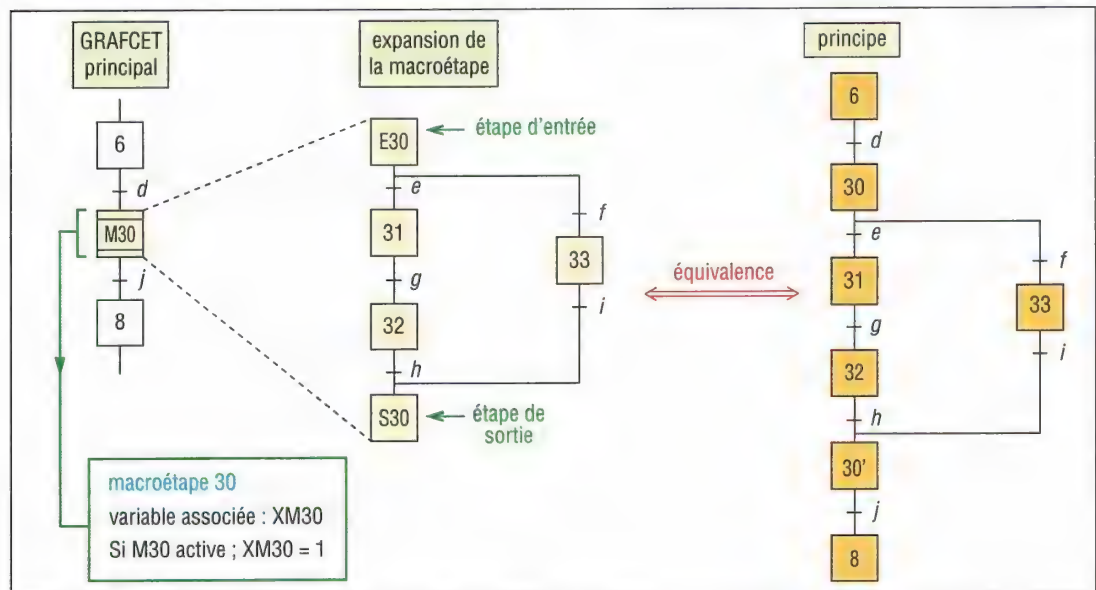 GRAFCET
principal
6
d
M30
j
8
macroétape 30
variable associée : XM30
Si M30 active ; XM30 = 1
expansion de
la macroétape
E30
étape d'entrée
e
f
31
33
g
i
32
h
S30
étape de
sortie
équivalence
principe
6
d
30
e
f
31
33
g
i
32
h
30'
j
8